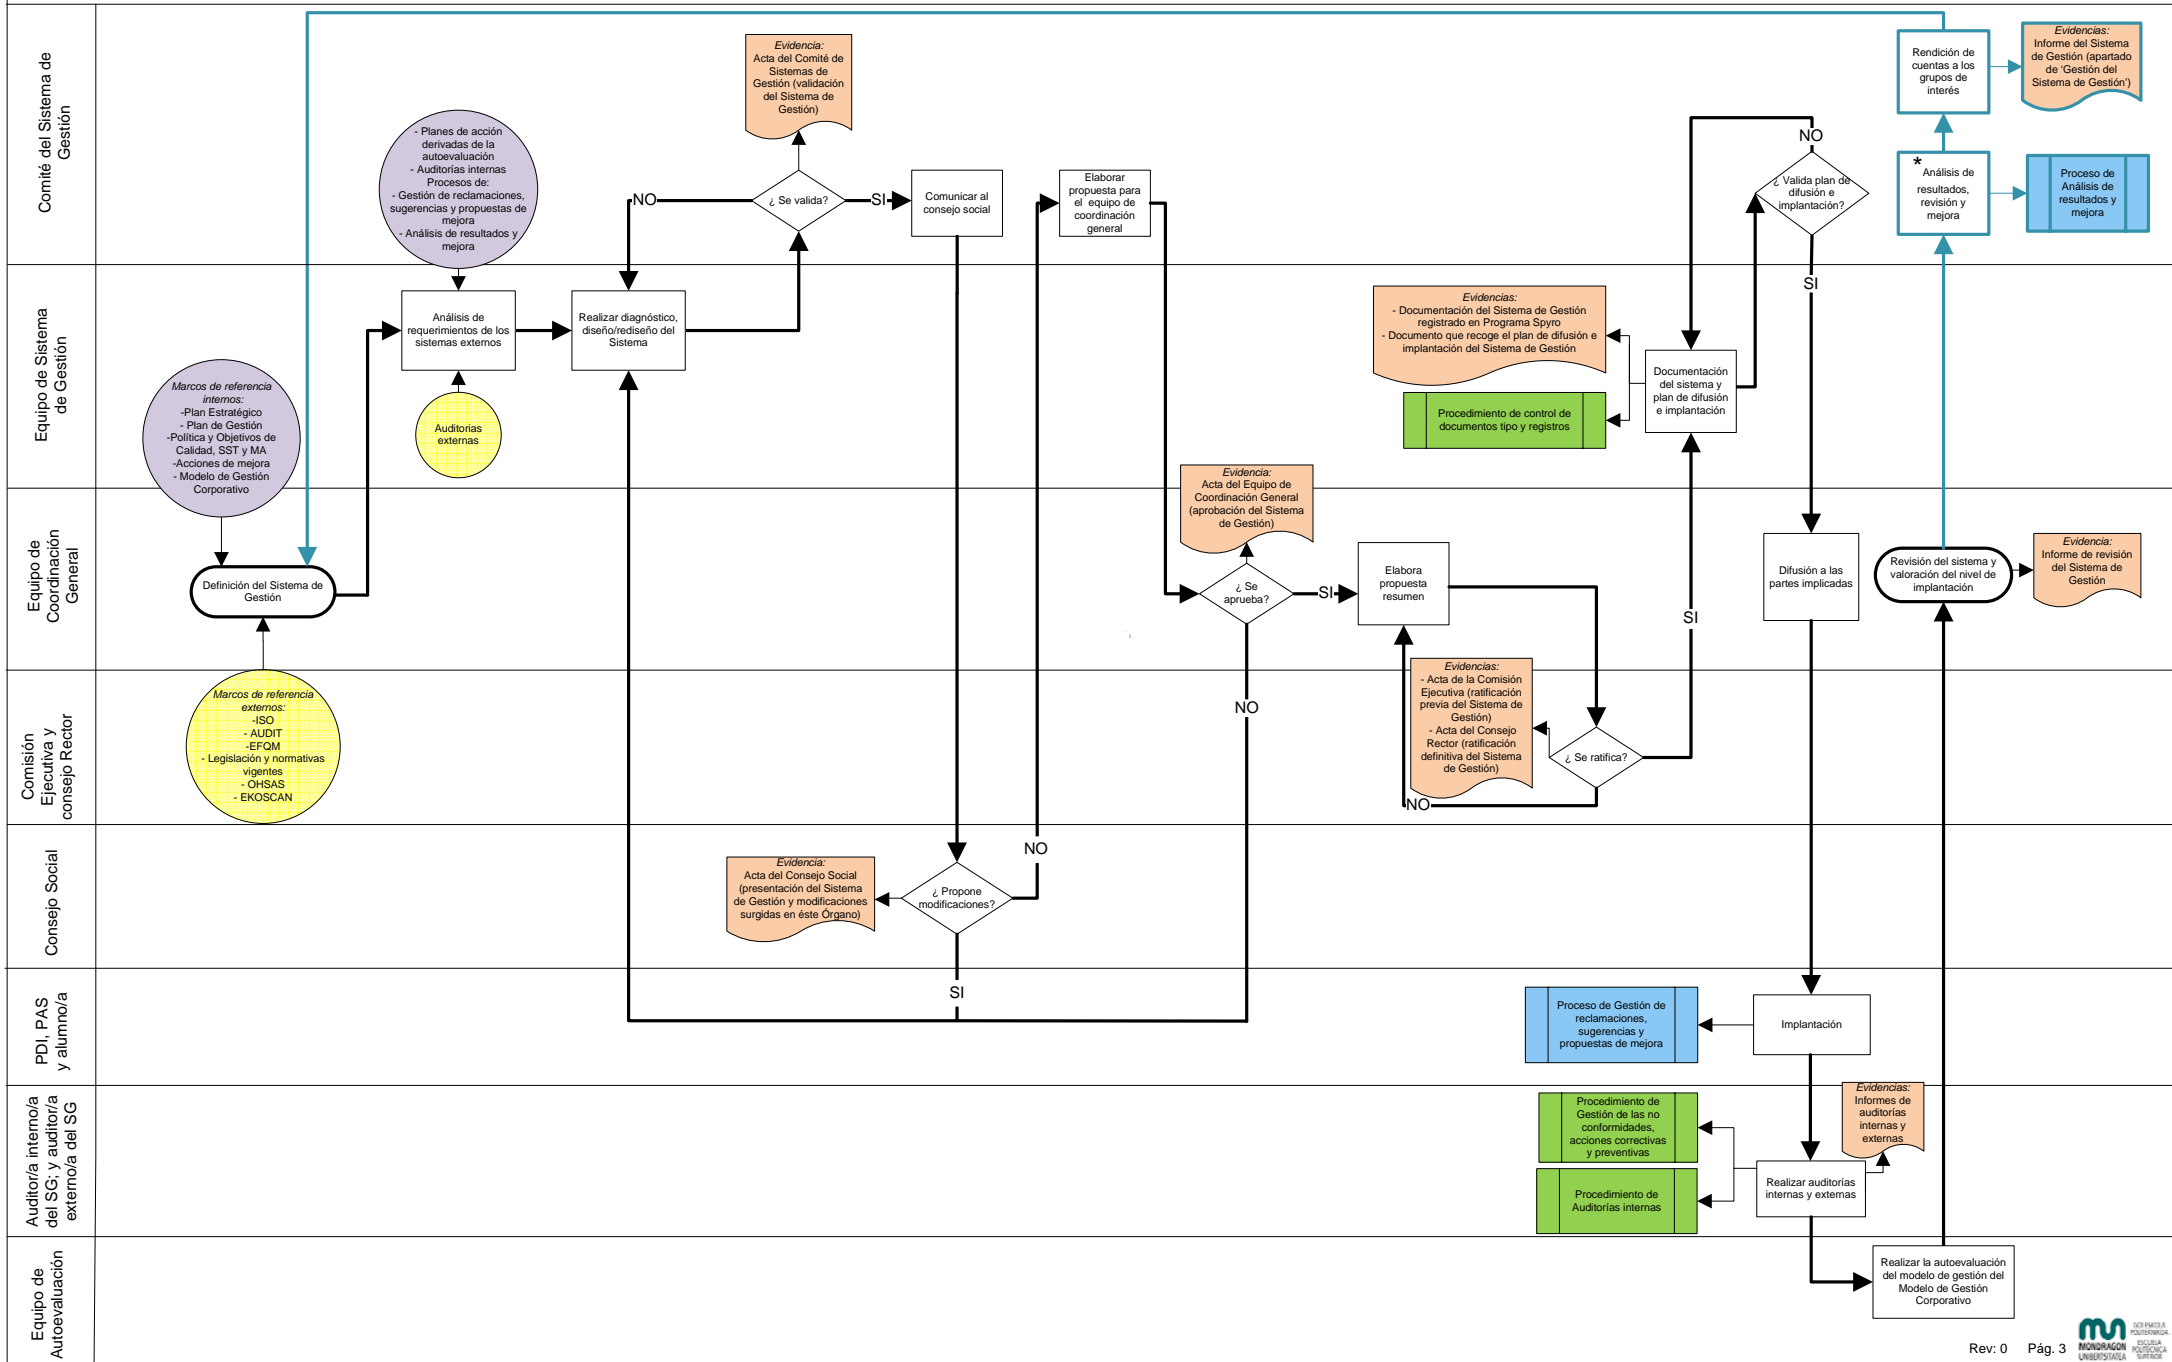 Comité del Sistema de
Gestión
Evidencia:
Acta del Comité de
Sistemas de
Gestión (validación
del Sistema de
Gestión)
- Planes de acción
derivadas de la
autoevaluación
- Auditorías internas
Procesos de:
- Gestión de reclamaciones,
sugerencias y propuestas de
mejora
- Análisis de resultados y
mejora
NO
¿ Se valida?
SI
Comunicar al
consejo social
Elaborar
propuesta para
el equipo de
coordinación
general
NO
¿ Valida plan de
difusión e
implantación?
SI
Rendición de
cuentas a los
grupos de
interés
Evidencias:
Informe del Sistema
de Gestión (apartado
de 'Gestión del
Sistema de Gestión')
*
Análisis de
resultados,
revisión y
mejora
Proceso de
Análisis de
resultados y
mejora
Equipo de Sistema
de Gestión
Análisis de
requerimientos de los
sistemas externos
Realizar diagnóstico,
diseño/rediseño del
Sistema
Marcos de referencia
internos:
-Plan Estratégico
- Plan de Gestión
-Política y Objetivos de
Calidad, SST y MA
-Acciones de mejora
- Modelo de Gestión
Corporativo
Auditorias
externas
Evidencias:
- Documentación del Sistema de Gestión
registrado en Programa Spyro
- Documento que recoge el plan de difusión e
implantación del Sistema de Gestión
Procedimiento de control de
documentos tipo y registros
Documentación
del sistema y
plan de difusión
e implantación
Equipo de
Coordinación
General
Definición del Sistema de
Gestión
Evidencia:
Acta del Equipo de
Coordinación General
(aprobación del Sistema
de Gestión)
¿ Se
aprueba?
SI
NO
Elabora
propuesta
resumen
SI
Difusión a las
partes implicadas
Revisión del sistema y
valoración del nivel de
implantación
Evidencia:
Informe de revisión
del Sistema de
Gestión
Comisión
Ejecutiva y
consejo Rector
Marcos de referencia
externos:
-ISO
- AUDIT
-EFQM
- Legislación y normativas
vigentes
- OHSAS
- EKOSCAN
Evidencias:
- Acta de la Comisión
Ejecutiva (ratificación
previa del Sistema de
Gestión)
- Acta del Consejo
Rector (ratificación
definitiva del Sistema
de Gestión)
¿ Se ratifica?
NO
Consejo Social
Evidencia:
Acta del Consejo Social
(presentación del Sistema
de Gestión y modificaciones
surgidas en éste Órgano)
¿ Propone
modificaciones?
NO
SI
PDI, PAS
y alumno/a
Proceso de Gestión de
reclamaciones,
sugerencias y
propuestas de mejora
Implantación
Auditor/a interno/a
del SG; y auditor/a
externo/a del SG
Procedimiento de
Gestión de las no
conformidades,
acciones correctivas
y preventivas
Procedimiento de
Auditorías internas
Evidencias:
Informes de
auditorías
internas y
externas
Realizar auditorías
internas y externas
Equipo de
Autoevaluación
Realizar la autoevaluación
del modelo de gestión del
Modelo de Gestión
Corporativo
Rev: 0 Pág. 3
MONDRAGON
UNIBERTSITATEA
GOI ESKOLA
POLITEKNIKOA
ESCUELA
POLITÉCNICA
SUPERIOR